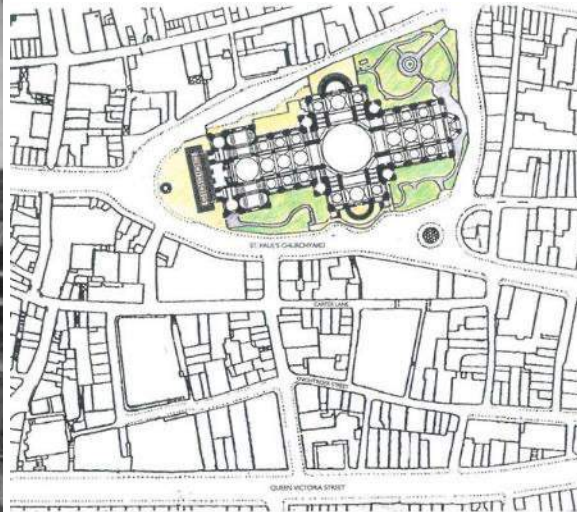 ST. PAUL'S CHURCHYARD
CARTER LANE
KNIGHTRIDER STREET
QUEEN VICTORIA STREET